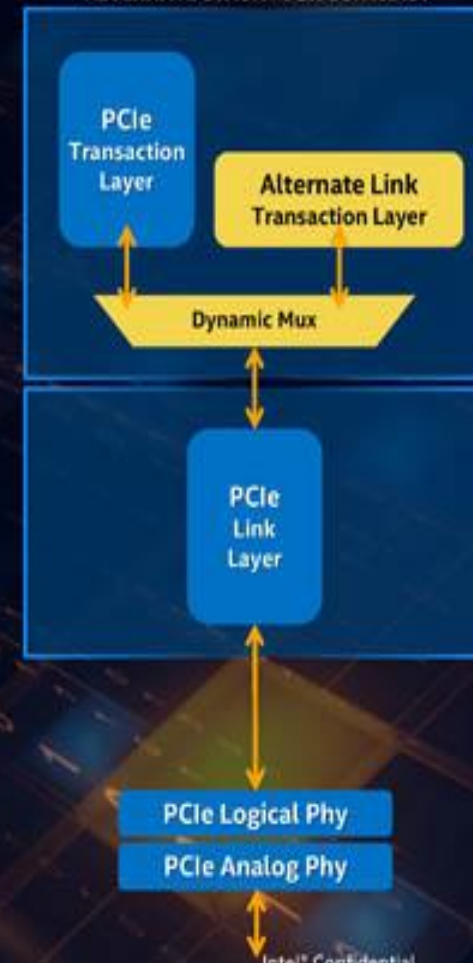 PCIe
Transaction
Layer
Alternate Link
Transaction Layer
Dynamic Mux
PCIe
Link
Layer
PCIe Logical Phy
PCIe Analog Phy
Intel® Confidential